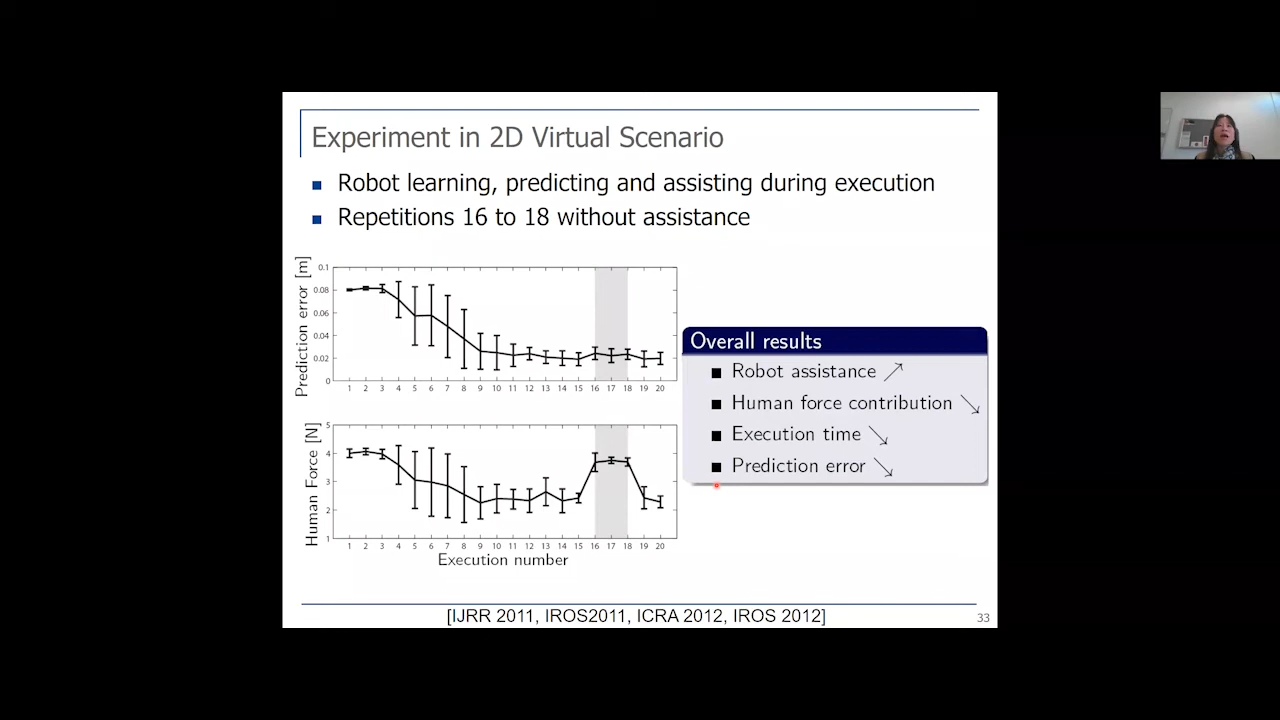 Experiment in 2D Virtual Scenario
Robot learning, predicting and assisting during execution
Repetitions 16 to 18 without assistance
Prediction error [m]
0.1
0.08
0.06
0.04
0.02
0
1 2 3 4 5 6 7 8 9 10 11 12 13 14 15 16 17 18 19 20
Human Force [N]
5
4
3
2
1
1 2 3 4 5 6 7 8 9 10 11 12 13 14 15 16 17 18 19 20
Execution number
Overall results
Robot assistance ↗
Human force contribution ↘
Execution time ↘
Prediction error ↘
[IJRR 2011, IROS2011, ICRA 2012, IROS 2012]
33